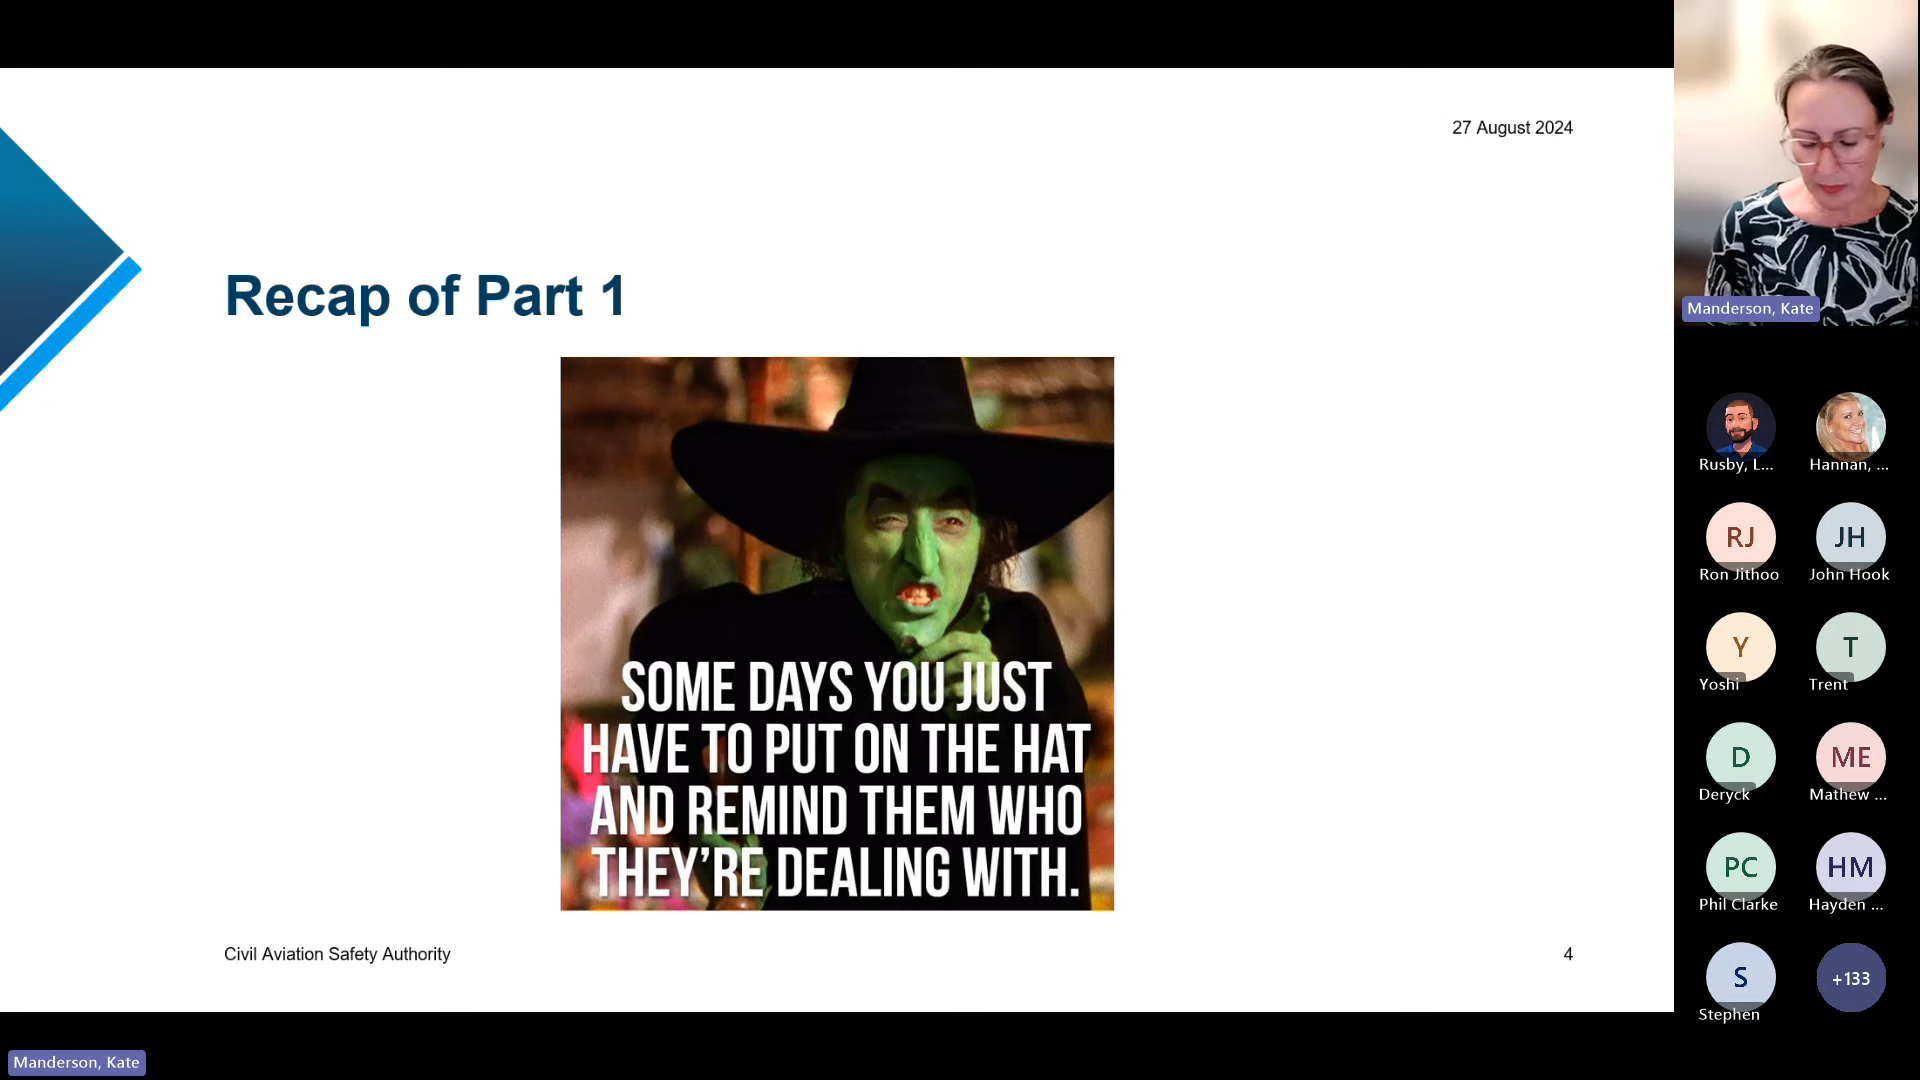 27 August 2024
Recap of Part 1
SOME DAYS YOU JUST
HAVE TO PUT ON THE HAT
AND REMIND THEM WHO
THEY'RE DEALING WITH.
Civil Aviation Safety Authority
4
Manderson, Kate
Manderson, Kate
Rusby, L...
Hannan, ...
RJ
Ron Jithoo
JH
John Hook
Y
Yoshi
T
Trent
D
Deryck
ME
Mathew ...
PC
Phil Clarke
HM
Hayden ...
S
Stephen
+133